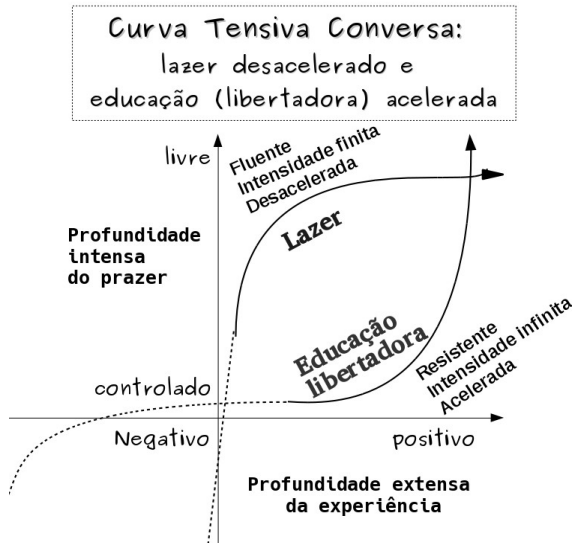 Curva Tensiva Conversa:
lazer desacelerado e
educação (libertadora) acelerada
livre
Fluente
Intensidade finita
Desacelerada
Profundidade
intensa
do prazer
Lazer
Educação
libertadora
Resistente
Intensidade infinita
Acelerada
controlado
Negativo
positivo
Profundidade extensa
da experiência